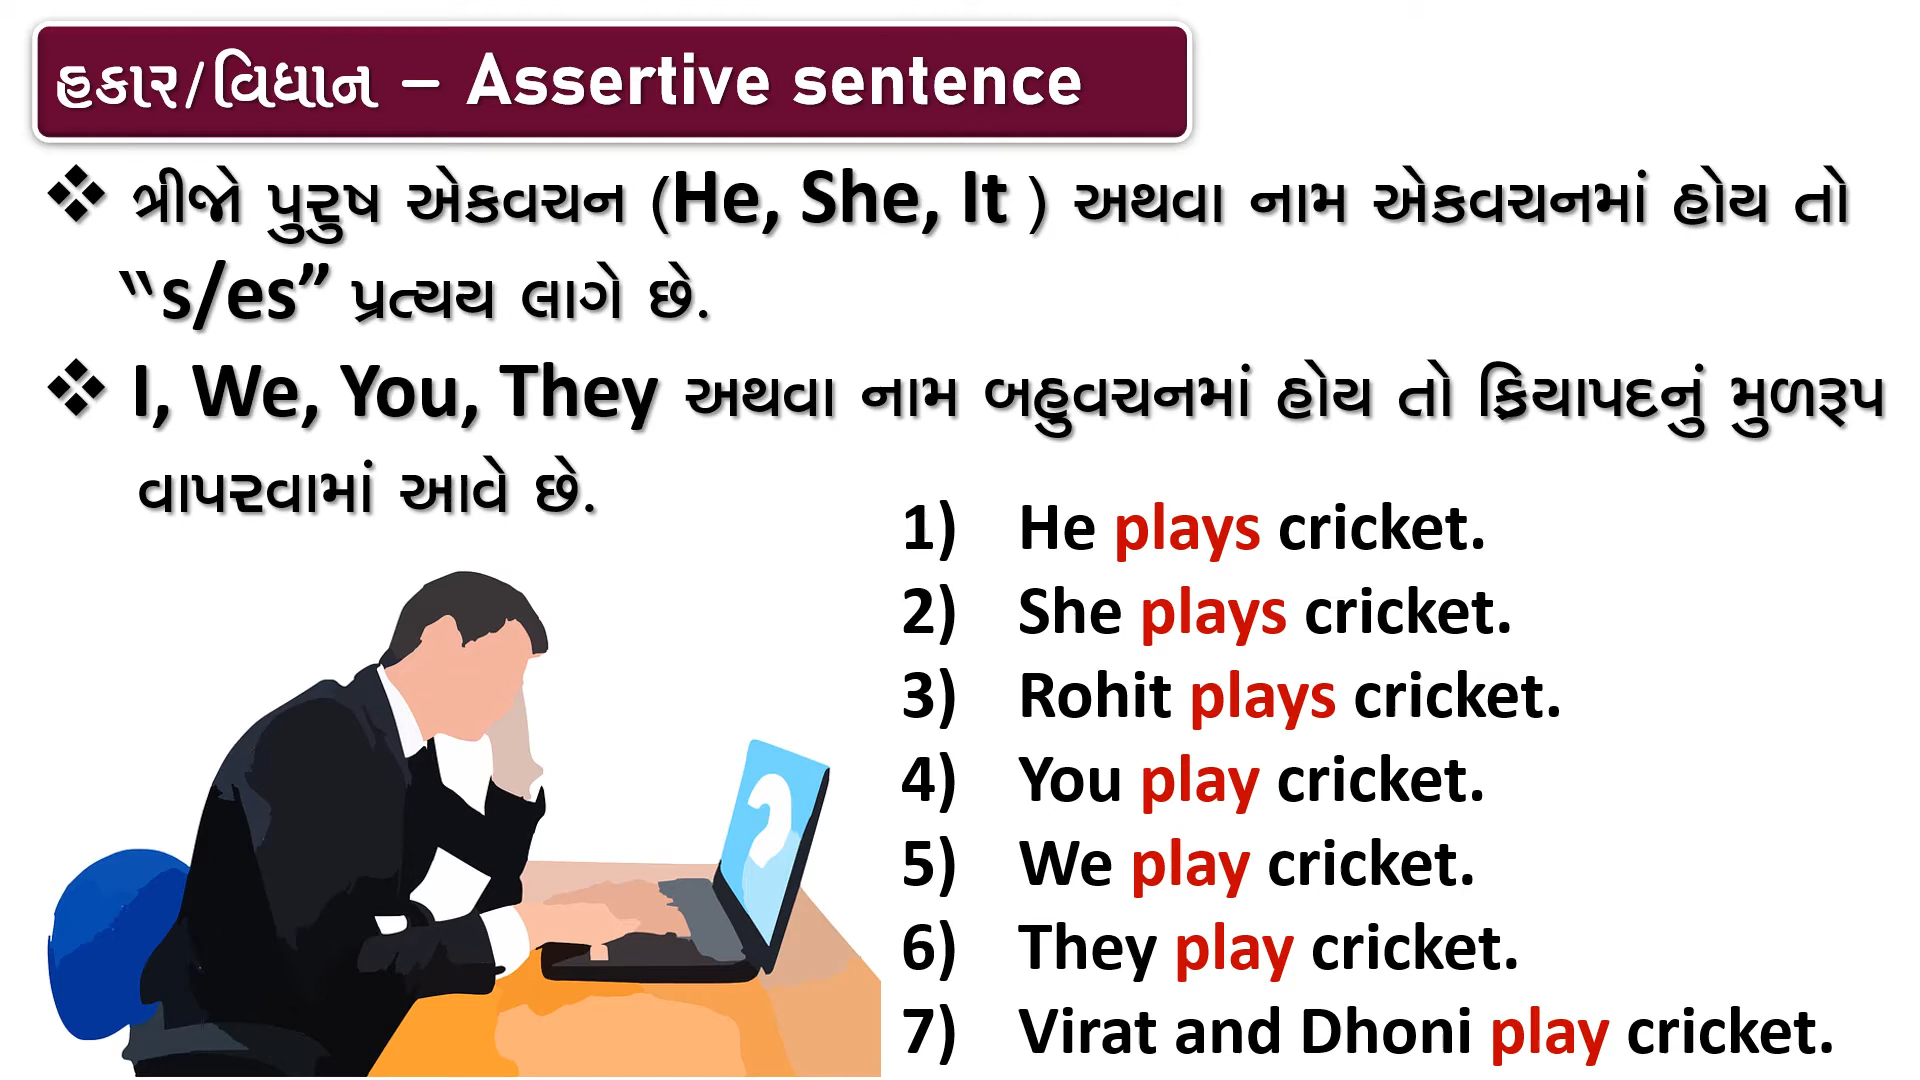 હકાર/વિધાન – Assertive sentence
❖ ત્રીજો પુરુષ એકવચન (He, She, It ) અથવા નામ એકવચનમાં હોય તો
“s/es” પ્રત્યય લાગે છે.
❖ I, We, You, They અથવા નામ બહુવચનમાં હોય તો ક્રિયાપદનું મુળરૂપ
વાપરવામાં આવે છે.
1) He plays cricket.
2) She plays cricket.
3) Rohit plays cricket.
4) You play cricket.
5) We play cricket.
6) They play cricket.
7) Virat and Dhoni play cricket.